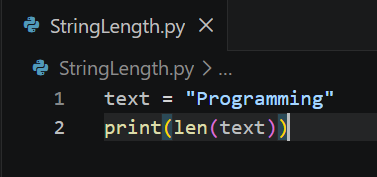 StringLength.py ×
StringLength.py > ...
1 text = "Programming"
2 print(len(text))